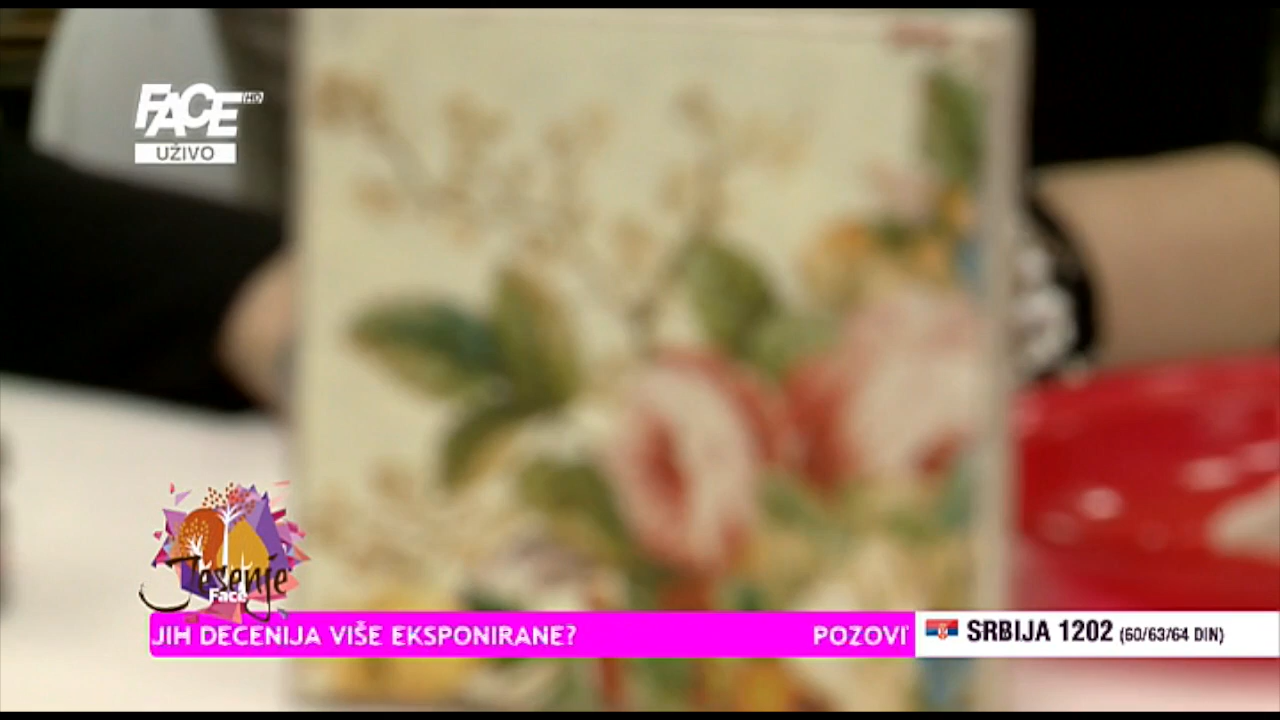 FACE HD
UŽIVO
Jesenje
Face
JIH DECENIJA VIŠE EKSPONIRANE? POZOVI
SRBIJA 1202 (60/63/64 DIN)